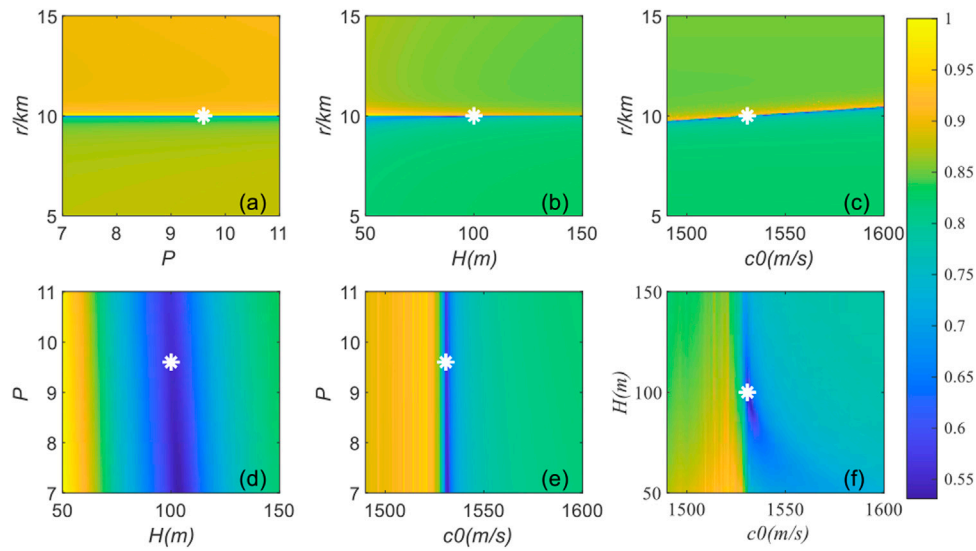 15
r/km
10
5
7 8 9 10 11
P
(a)
15
r/km
10
5
50 100 150
H(m)
(b)
15
r/km
10
5
1500 1550 1600
c0(m/s)
(c)
11
10
P
9
8
7
50 100 150
H(m)
(d)
11
10
P
9
8
7
1500 1550 1600
c0(m/s)
(e)
150
H(m)
100
50
1500 1550 1600
c0(m/s)
(f)
1
0.95
0.9
0.85
0.8
0.75
0.7
0.65
0.6
0.55